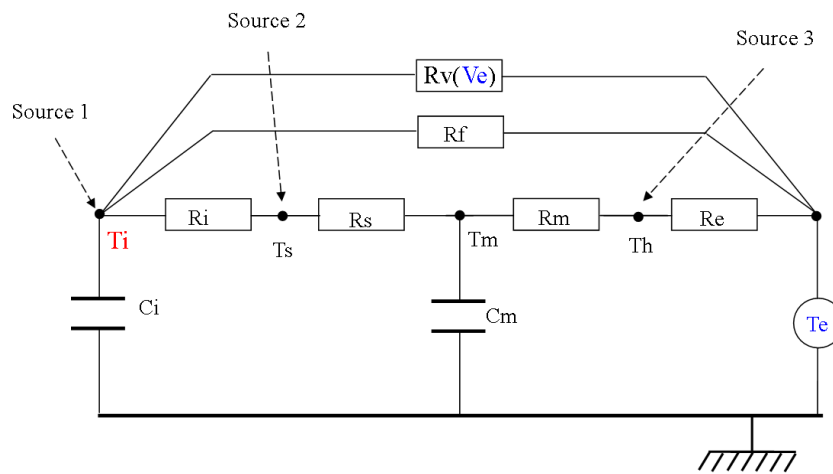 Source 2
Source 3
Rv(Ve)
Source 1
Rf
Ri
Rs
Rm
Re
Ti
Ts
Tm
Th
Ci
Cm
Te